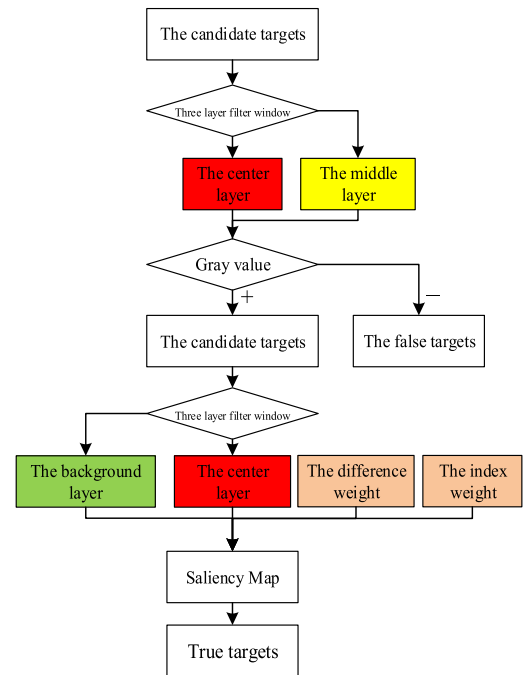 The candidate targets
Three layer filter window
The center
layer
The middle
layer
Gray value
+
−
The candidate targets
The false targets
Three layer filter window
The background
layer
The center
layer
The difference
weight
The index
weight
Saliency Map
True targets